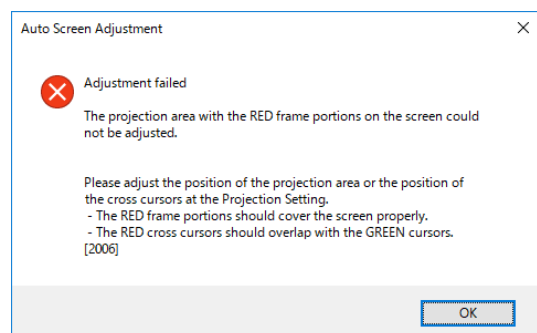 Auto Screen Adjustment
Adjustment failed
The projection area with the RED frame portions on the screen could
not be adjusted.
Please adjust the position of the projection area or the position of
the cross cursors at the Projection Setting.
- The RED frame portions should cover the screen properly.
- The RED cross cursors should overlap with the GREEN cursors.
[2006]
OK